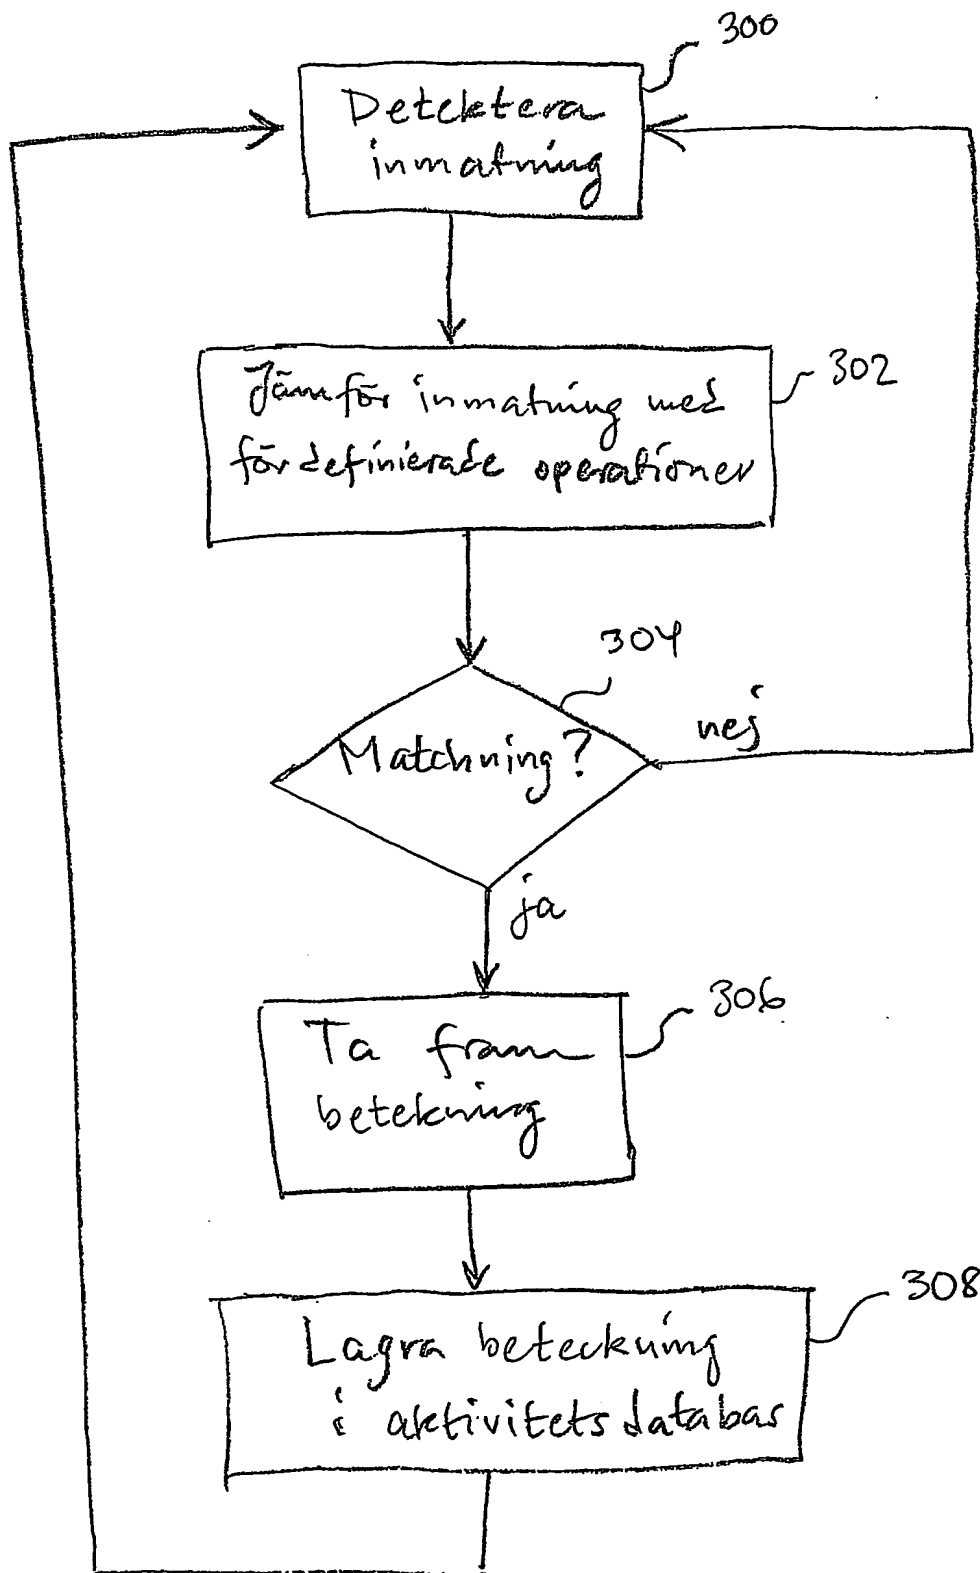 300
Detektera
inmatning
302
Jämför inmatning med
fördefinierade operationer
304
Matchning?
nej
ja
306
Ta fram
betekning
308
Lagra beteckning
i aktivitetsdatabas